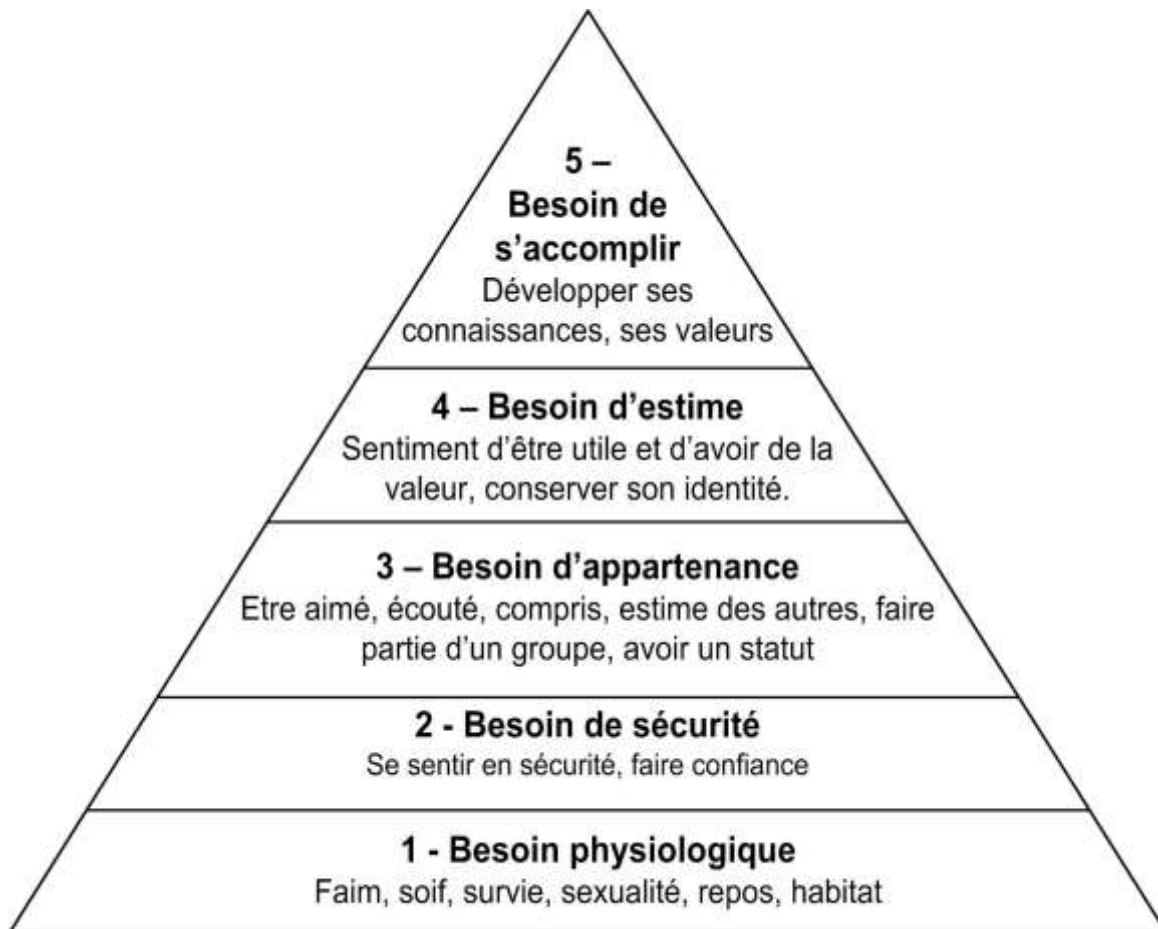 5 –
Besoin de
s’accomplir
Développer ses
connaissances, ses valeurs
4 – Besoin d’estime
Sentiment d’être utile et d’avoir de la
valeur, conserver son identité.
3 – Besoin d’appartenance
Etre aimé, écouté, compris, estime des autres, faire
partie d’un groupe, avoir un statut
2 - Besoin de sécurité
Se sentir en sécurité, faire confiance
1 - Besoin physiologique
Faim, soif, survie, sexualité, repos, habitat